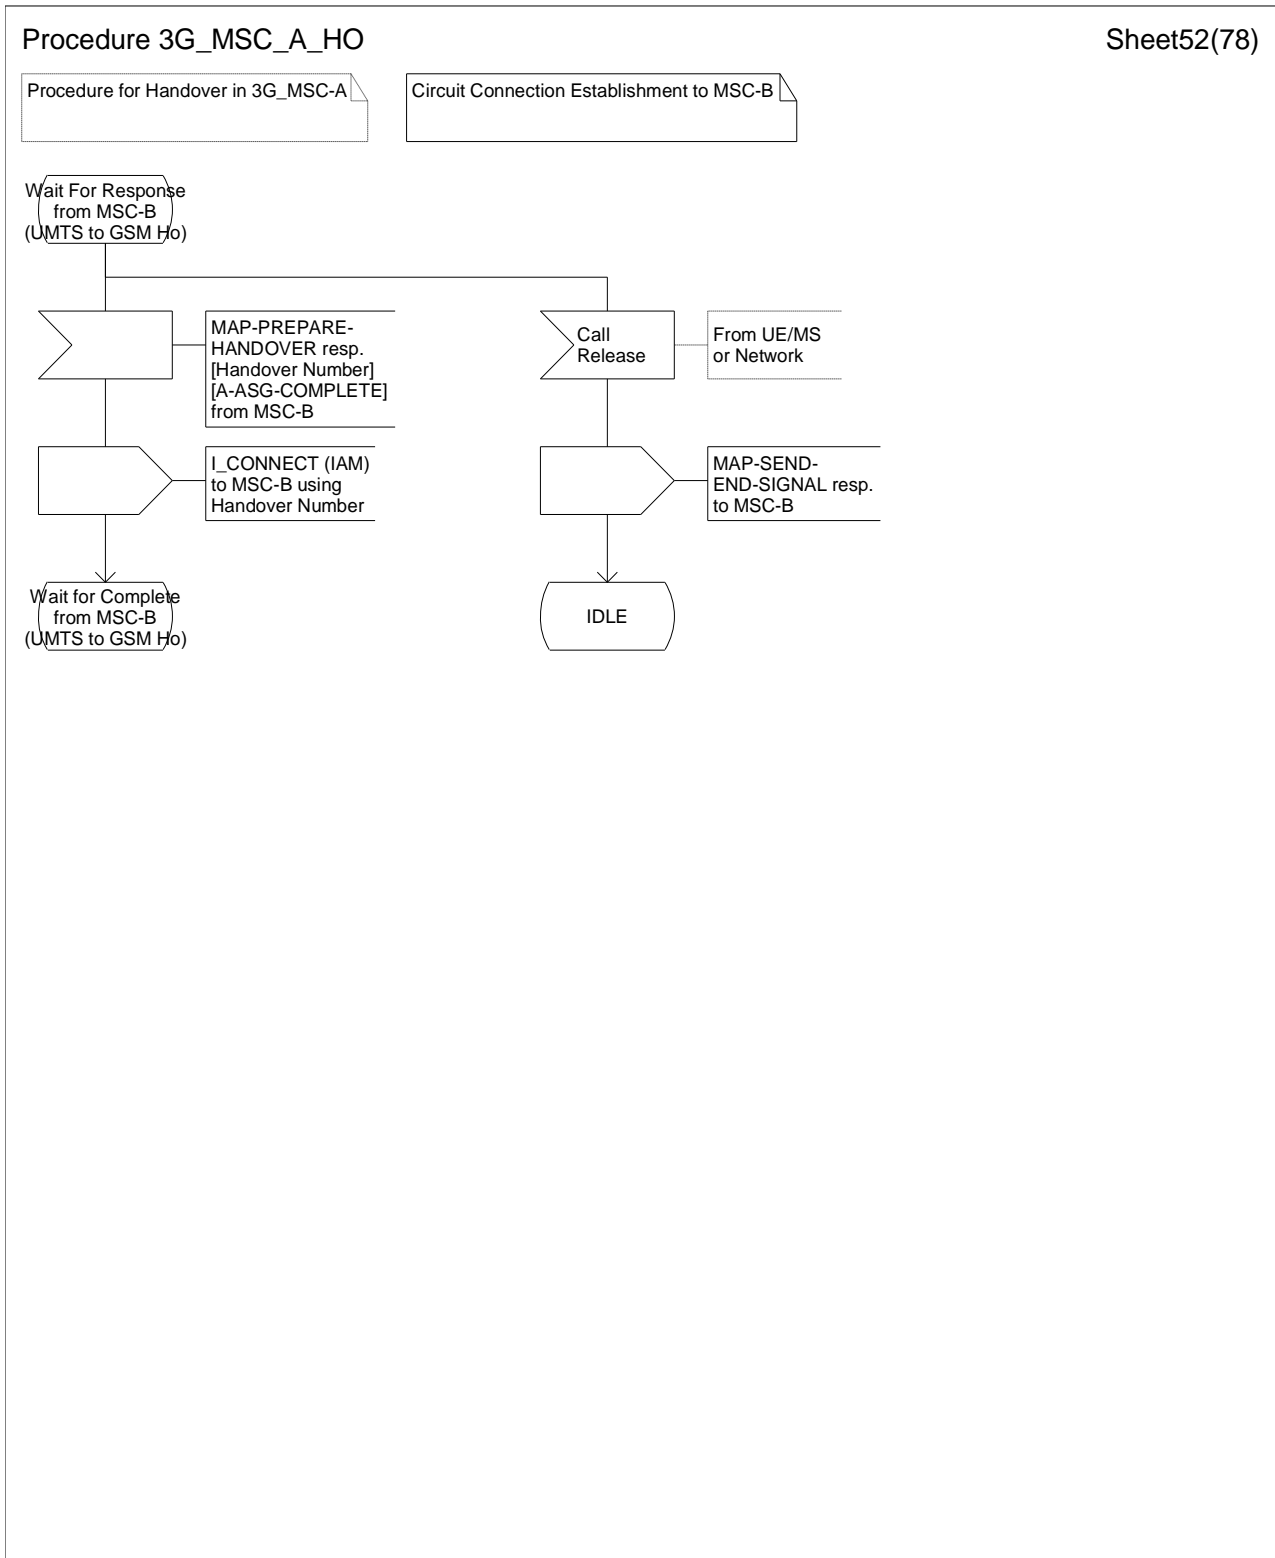 Procedure 3G_MSC_A_HO
Sheet52(78)
Procedure for Handover in 3G_MSC-A
Circuit Connection Establishment to MSC-B
Wait For Response
from MSC-B
(UMTS to GSM Ho)
MAP-PREPARE-
HANDOVER resp.
[Handover Number]
[A-ASG-COMPLETE]
from MSC-B
Call
Release
From UE/MS
or Network
I_CONNECT (IAM)
to MSC-B using
Handover Number
MAP-SEND-
END-SIGNAL resp.
to MSC-B
Wait for Complete
from MSC-B
(UMTS to GSM Ho)
IDLE